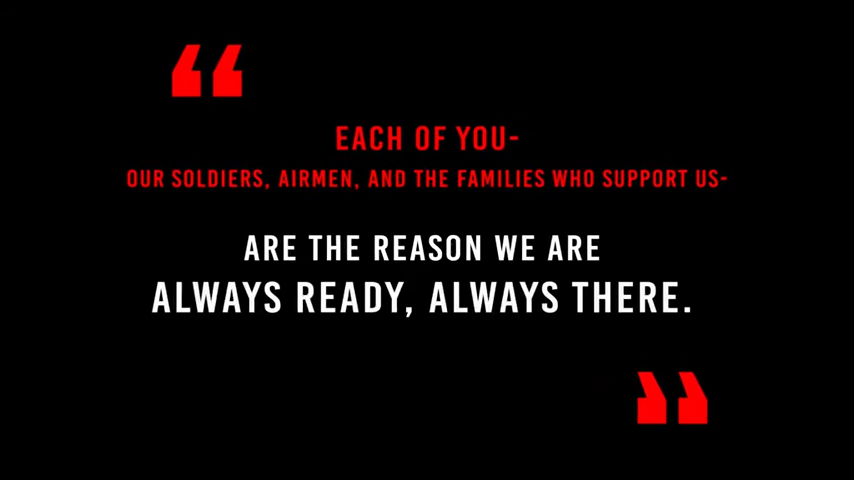 “
EACH OF YOU-
OUR SOLDIERS, AIRMEN, AND THE FAMILIES WHO SUPPORT US-
ARE THE REASON WE ARE
ALWAYS READY, ALWAYS THERE.
”